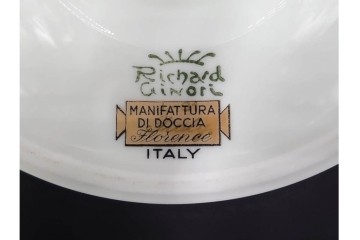 Richard
Ginori
MANIFATTURA
DI DOCCIA
Florence
ITALY